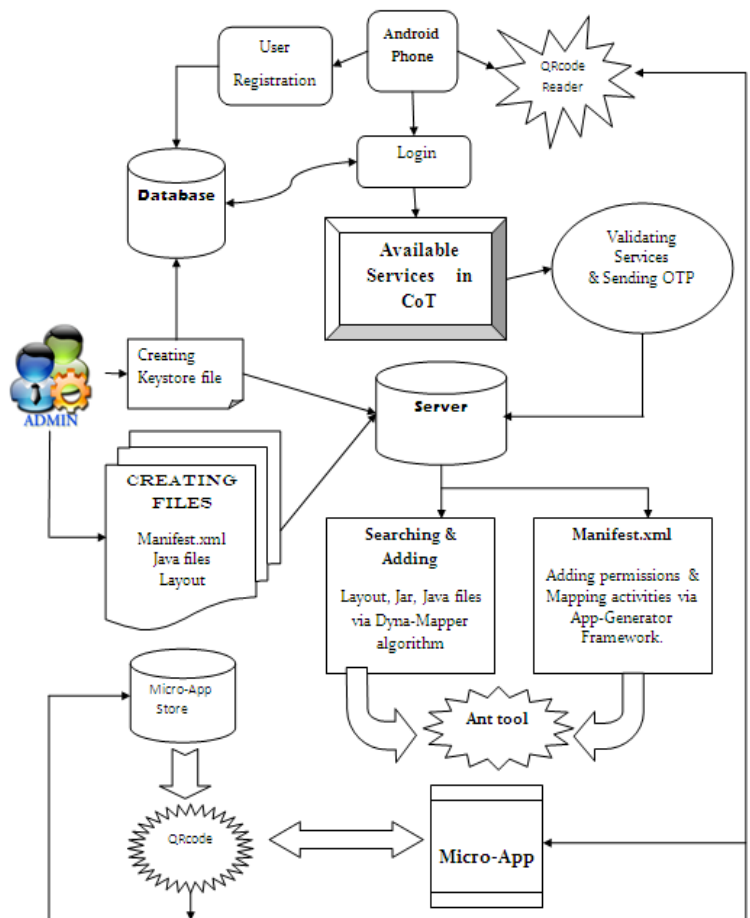 User
Registration
Android
Phone
QRcode
Reader
Login
Database
Available
Services in
CoT
Validating
Services
& Sending OTP
Creating
Keystore file
ADMIN
Server
CREATING
FILES
Manifest.xml
Java files
Layout
Searching &
Adding
Layout, Jar, Java files
via Dyna-Mapper
algorithm
Manifest.xml
Adding permissions &
Mapping activities via
App-Generator
Framework.
Micro-App
Store
Ant tool
QRcode
Micro-App